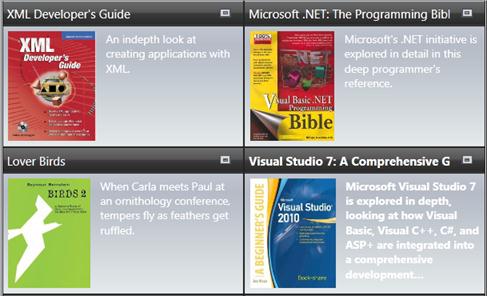 XML Developer's Guide
XML
Developer's
Guide
An indepth look at
creating applications with
XML.
Microsoft .NET: The Programming Bibl
Visual Basic .NET
Programming
Bible
Microsoft's .NET initiative is
explored in detail in this
deep programmer's
reference.
Lover Birds
BIRDS 2
When Carla meets Paul at
an ornithology conference,
tempers fly as feathers get
ruffled.
Visual Studio 7: A Comprehensive G
A BEGINNER'S GUIDE
Microsoft
Visual Studio
2010
Book-share
Microsoft Visual Studio 7
is explored in depth,
looking at how Visual
Basic, Visual C++, C#, and
ASP+ are integrated into
a comprehensive
development...